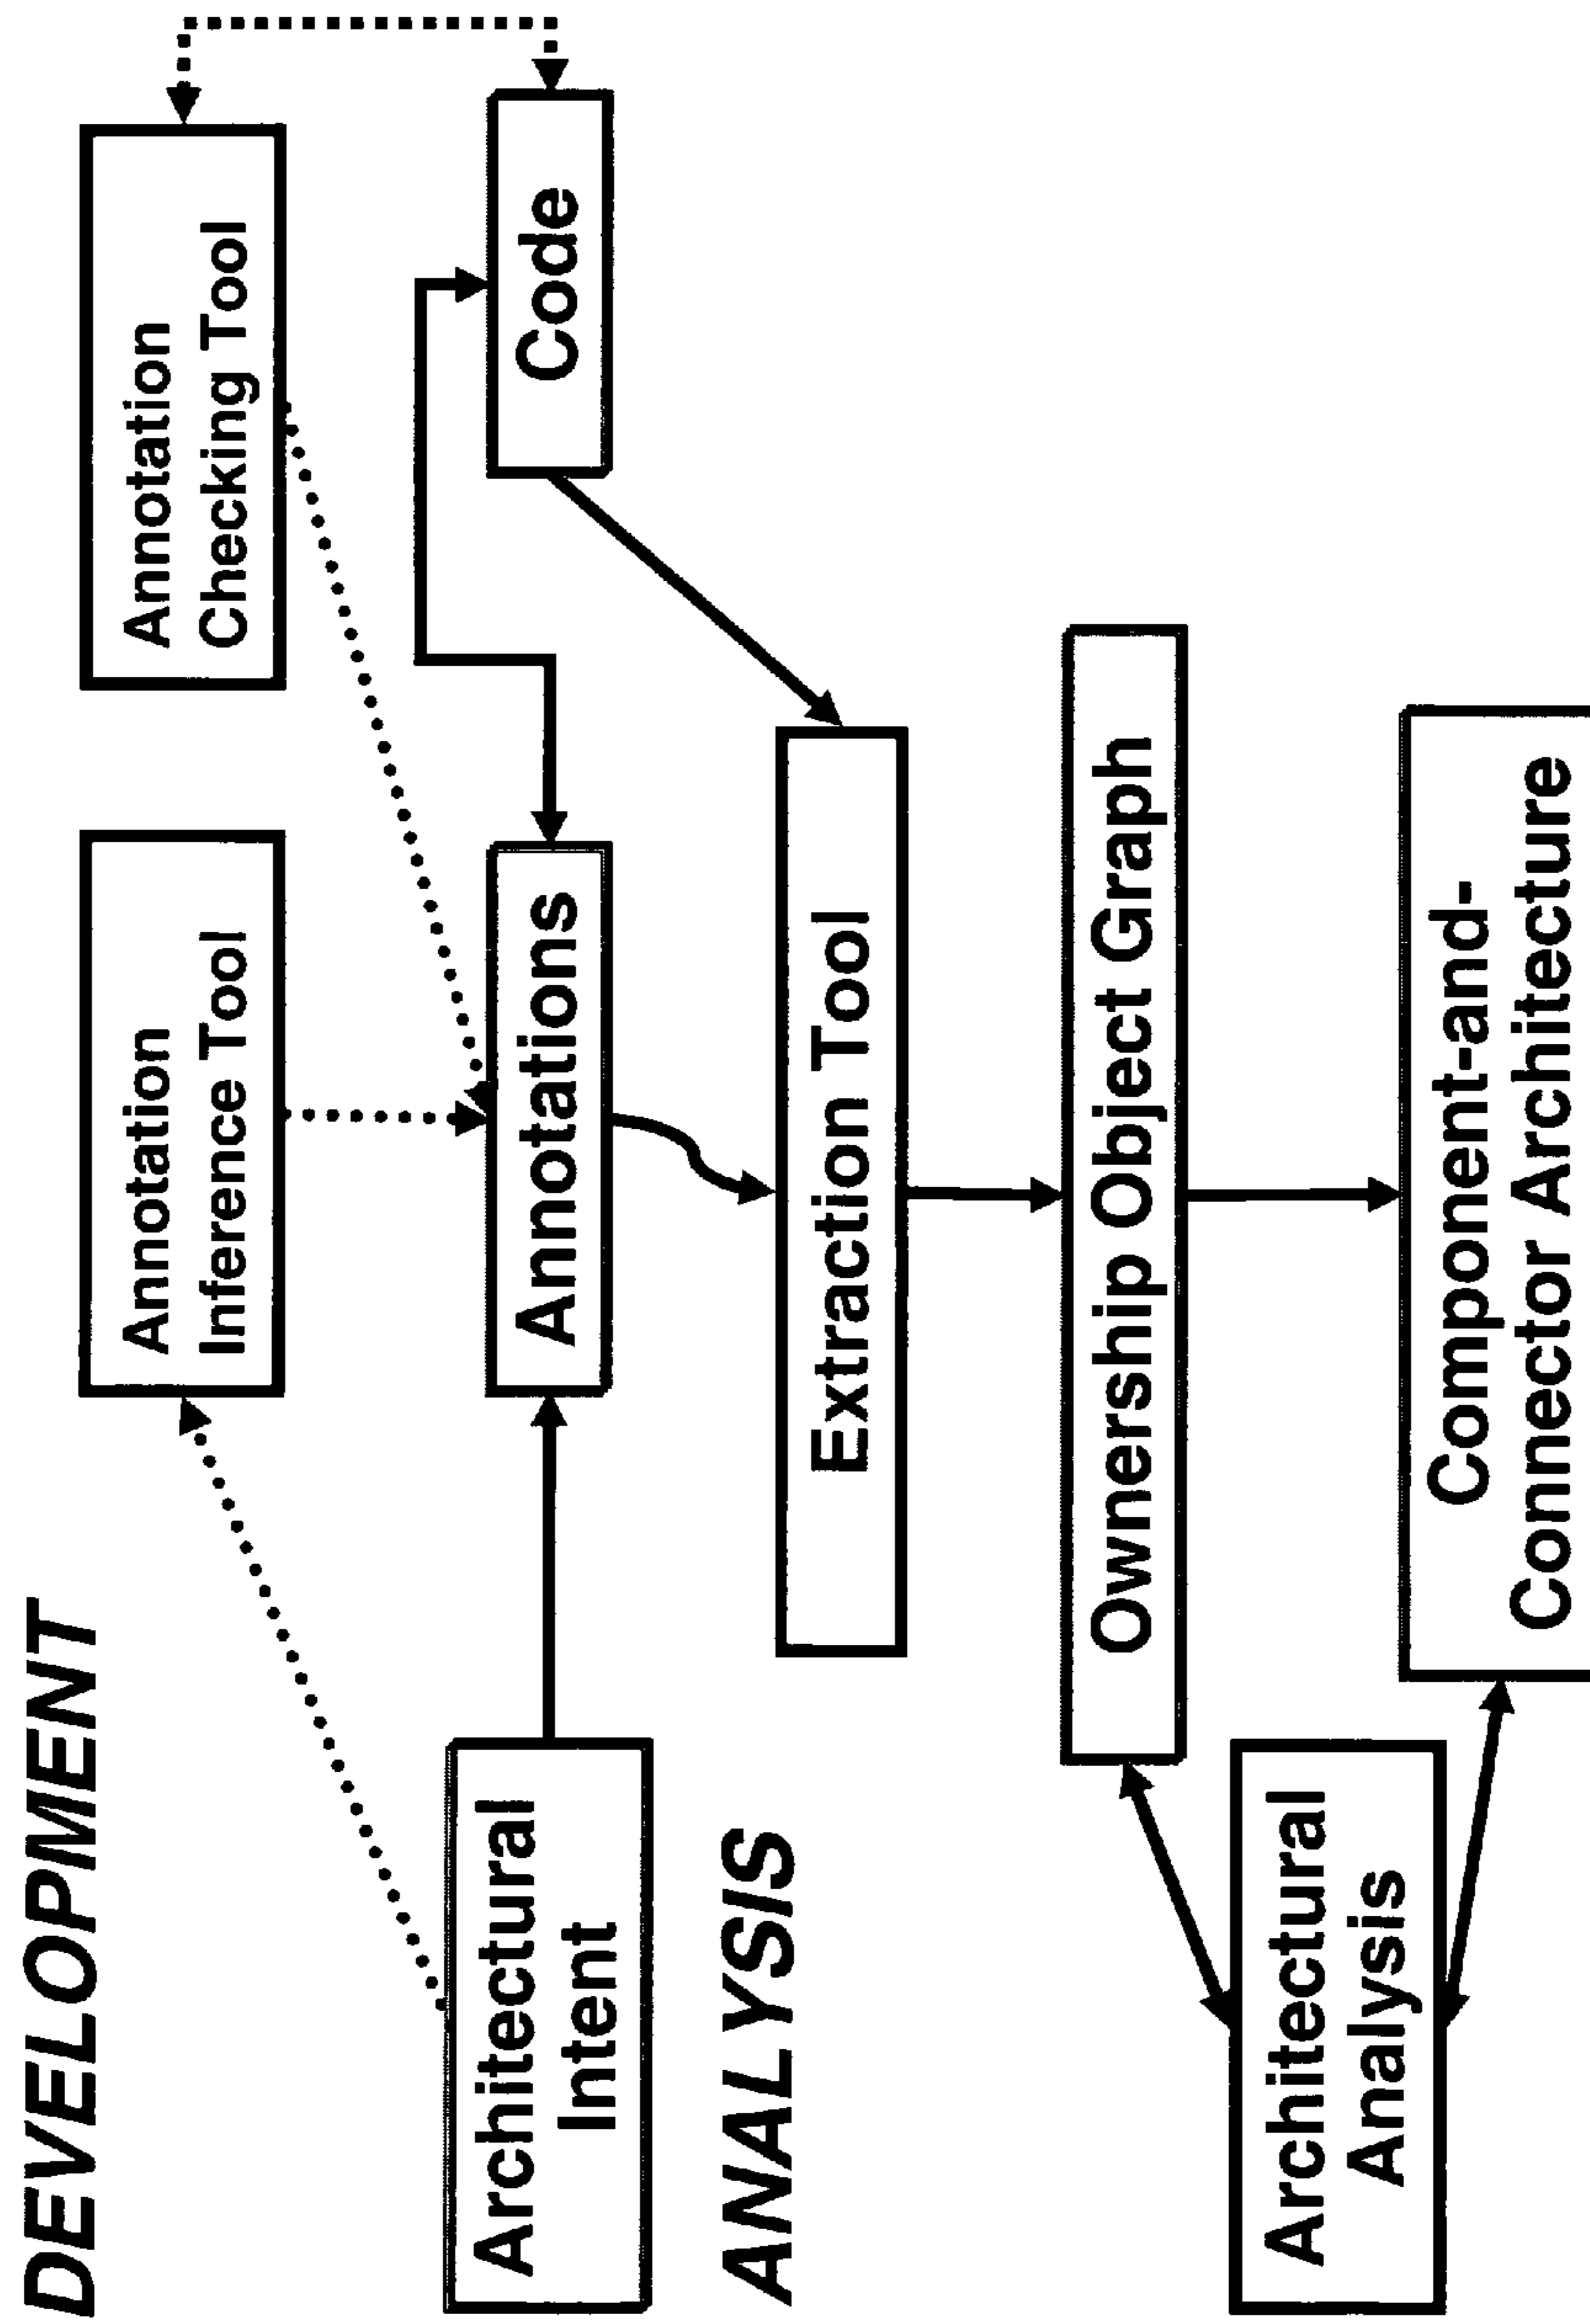 DEVELOPMENT
Annotation
Inference Tool
Annotation
Checking Tool
Architectural
Intent
Annotations
Code
ANALYSIS
Extraction Tool
Ownership Object Graph
Architectural
Analysis
Component-and-
Connector Architecture